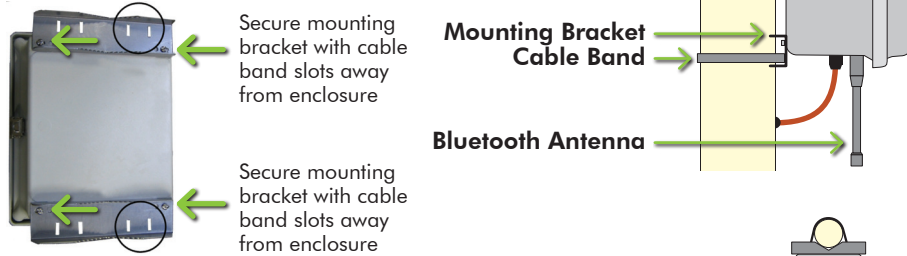 Secure mounting
bracket with cable
band slots away
from enclosure
Secure mounting
bracket with cable
band slots away
from enclosure
Mounting Bracket
Cable Band
Bluetooth Antenna